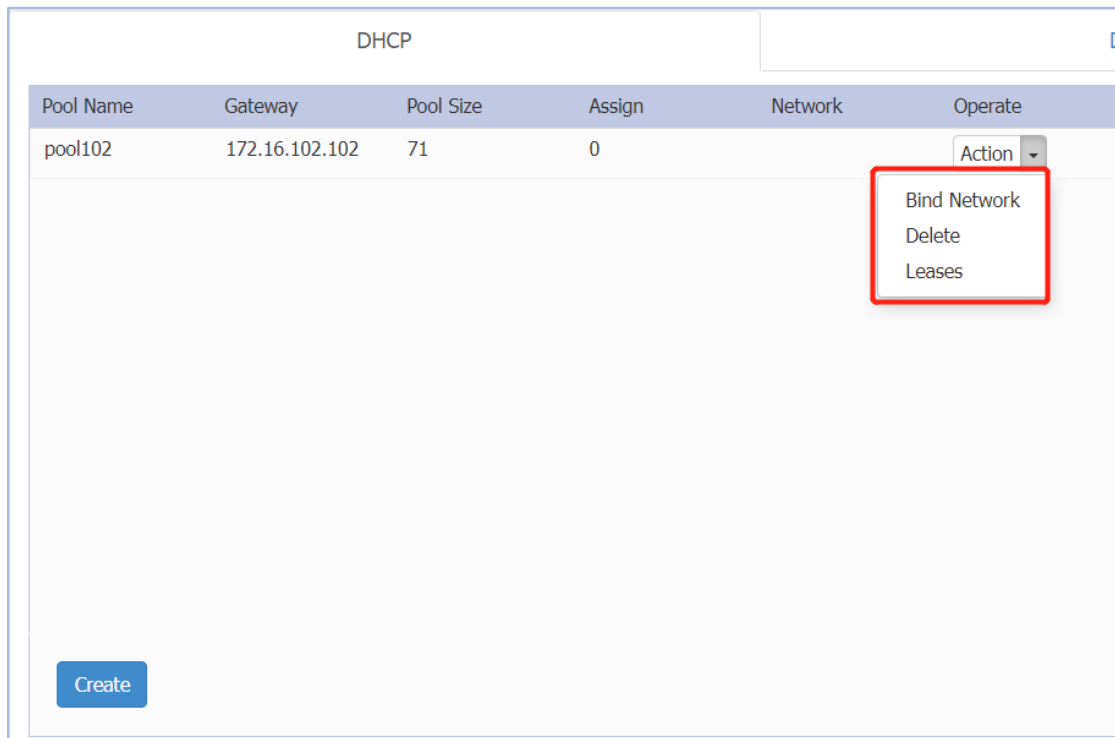 DHCP
Pool Name Gateway Pool Size Assign Network Operate
pool102 172.16.102.102 71 0 Action
Bind Network
Delete
Leases
Create